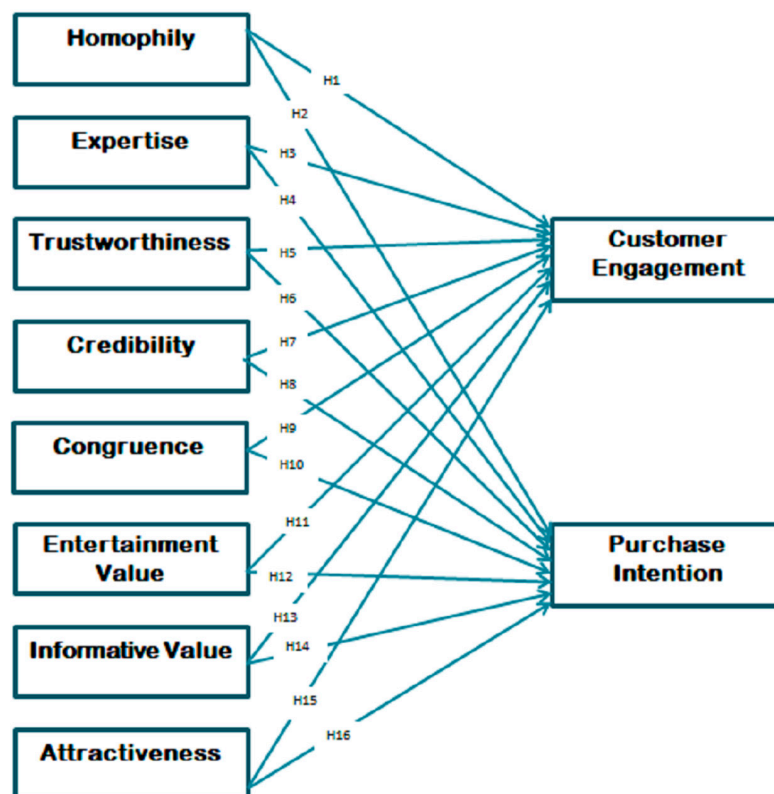 Homophily
H1
H2
Expertise
H3
H4
Trustworthiness
H5
H6
Customer
Engagement
Credibility
H7
H8
Congruence
H9
H10
Entertainment
Value
H11
H12
Purchase
Intention
Informative Value
H13
H14
Attractiveness
H15
H16